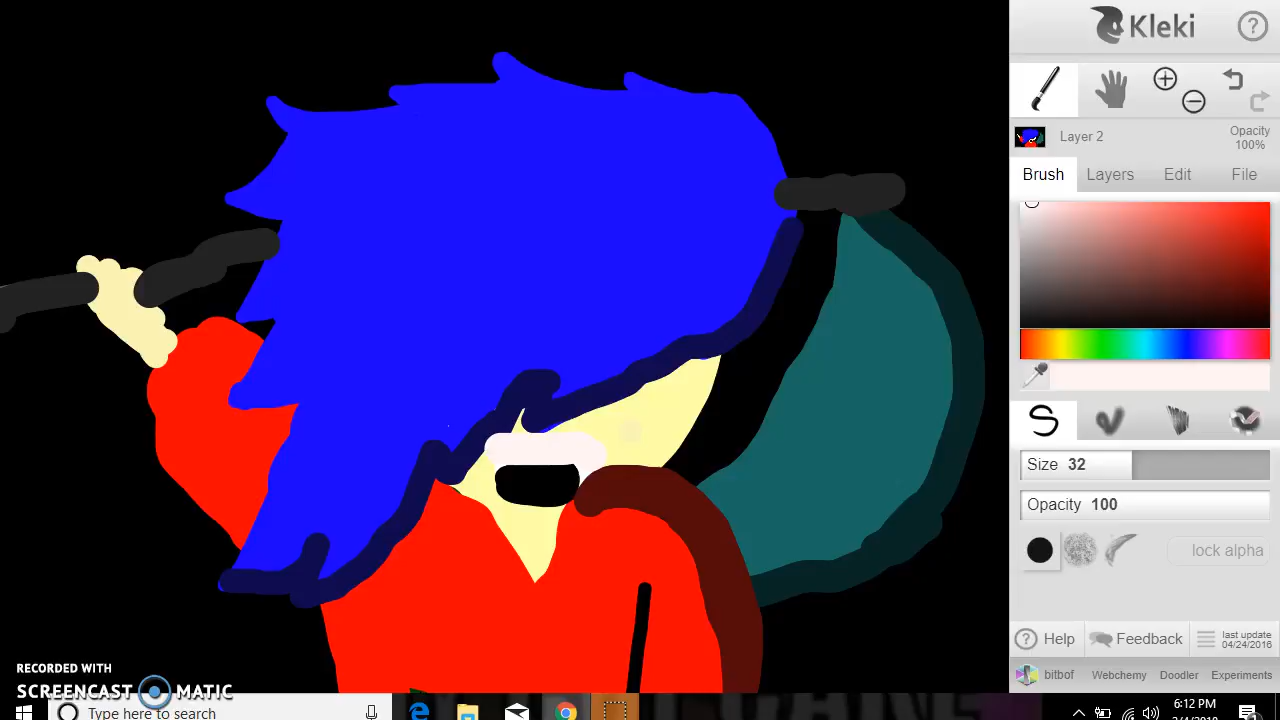 Kleki
?
Layer 2
Opacity
100%
Brush Layers Edit File
Size 32
Opacity 100
lock alpha
? Help Feedback last update
04/24/2016
bitbof Webchemy Doodler Experiments
RECORDED WITH
SCREENCAST MATIC
Type here to search
6:12 PM